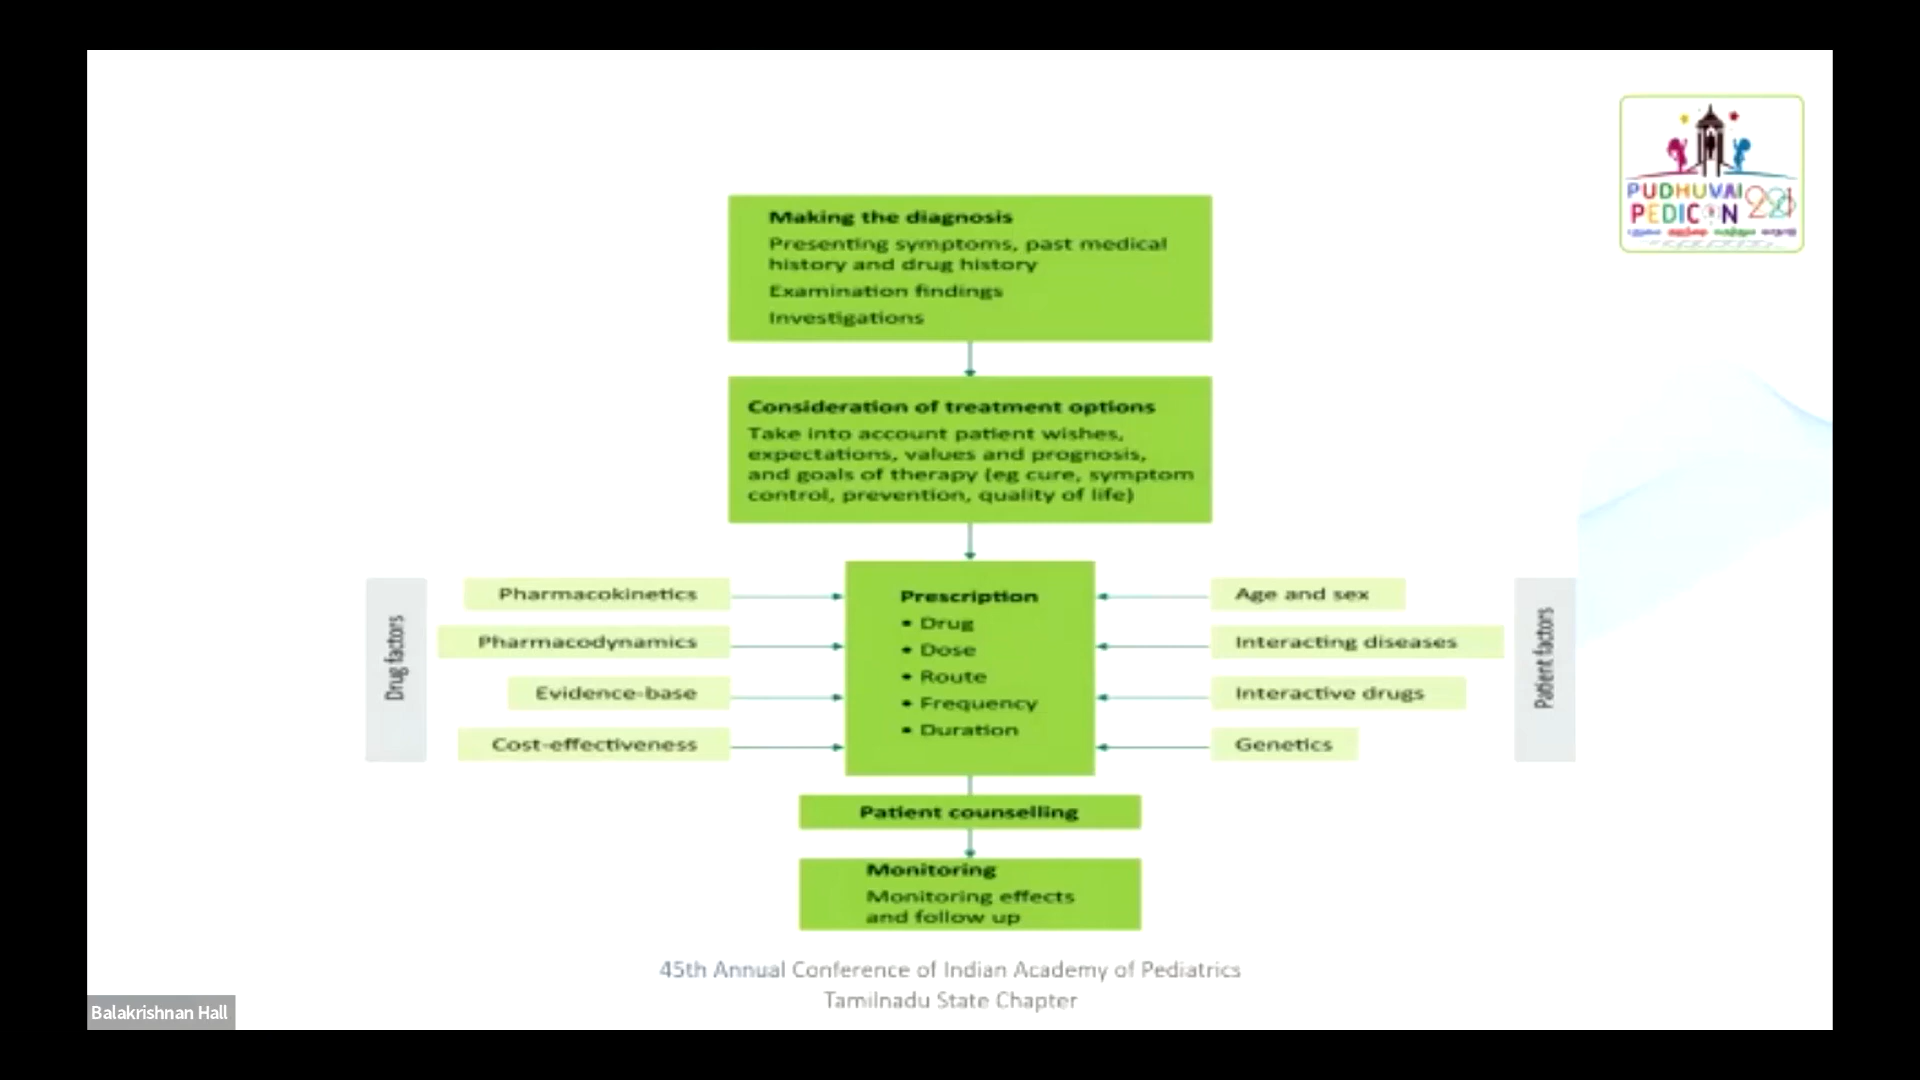 PUDHUVAI
PEDICON
Making the diagnosis
Presenting symptoms, past medical
history and drug history
Examination findings
Investigations
Consideration of treatment options
Take into account patient wishes,
expectations, values and prognosis,
and goals of therapy (eg cure, symptom
control, prevention, quality of life)
Drug factors
Pharmacokinetics
Pharmacodynamics
Evidence-base
Cost-effectiveness
Prescription
• Drug
• Dose
• Route
• Frequency
• Duration
Age and sex
Interacting diseases
Interactive drugs
Genetics
Patient factors
Patient counselling
Monitoring
Monitoring effects
and follow up
45th Annual Conference of Indian Academy of Pediatrics
Tamilnadu State Chapter
Balakrishnan Hall